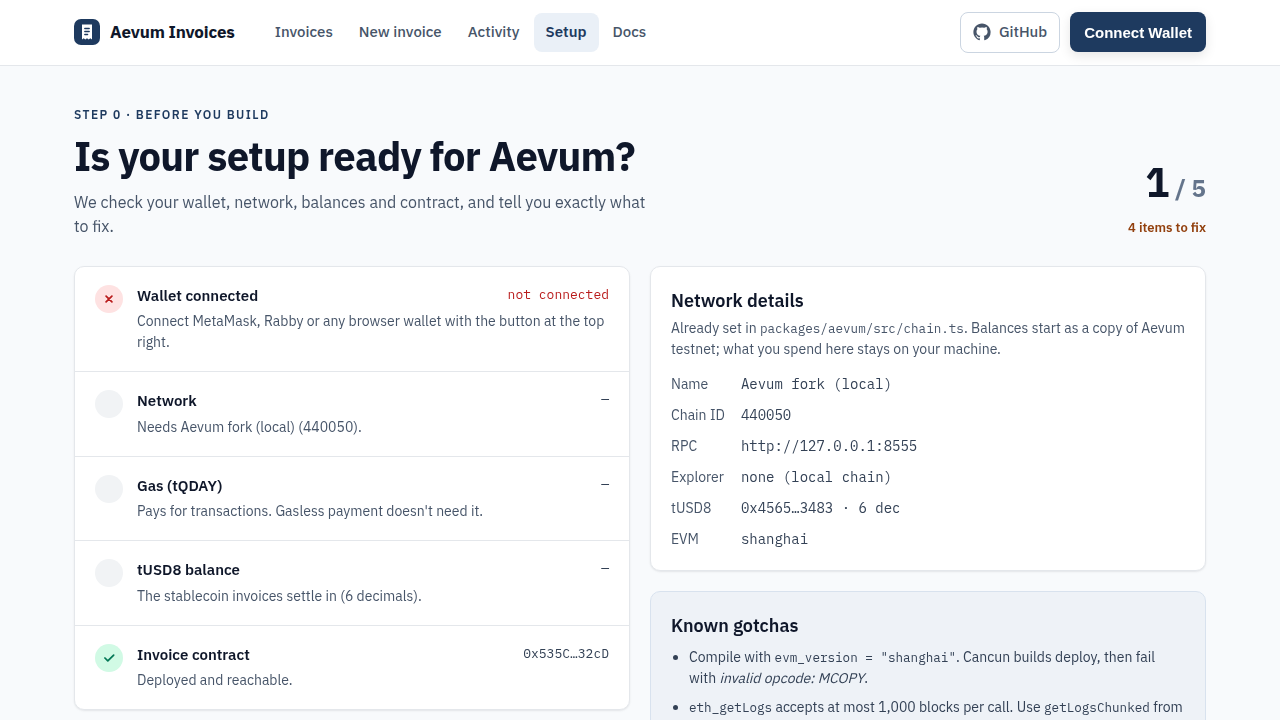 Aevum Invoices
Invoices
New invoice
Activity
Setup
Docs
GitHub
Connect Wallet
STEP 0 · BEFORE YOU BUILD
Is your setup ready for Aevum?
We check your wallet, network, balances and contract, and tell you exactly what
to fix.
1 / 5
4 items to fix
Wallet connected
not connected
Connect MetaMask, Rabby or any browser wallet with the button at the top
right.
Network
—
Needs Aevum fork (local) (440050).
Gas (tQDAY)
—
Pays for transactions. Gasless payment doesn't need it.
tUSD8 balance
—
The stablecoin invoices settle in (6 decimals).
Invoice contract
0x535C…32cD
Deployed and reachable.
Network details
Already set in packages/aevum/src/chain.ts. Balances start as a copy of Aevum
testnet; what you spend here stays on your machine.
Name Aevum fork (local)
Chain ID 440050
RPC http://127.0.0.1:8555
Explorer none (local chain)
tUSD8 0x4565…3483 · 6 dec
EVM shanghai
Known gotchas
Compile with evm_version = "shanghai". Cancun builds deploy, then fail
with invalid opcode: MCOPY.
eth_getLogs accepts at most 1,000 blocks per call. Use getLogsChunked from